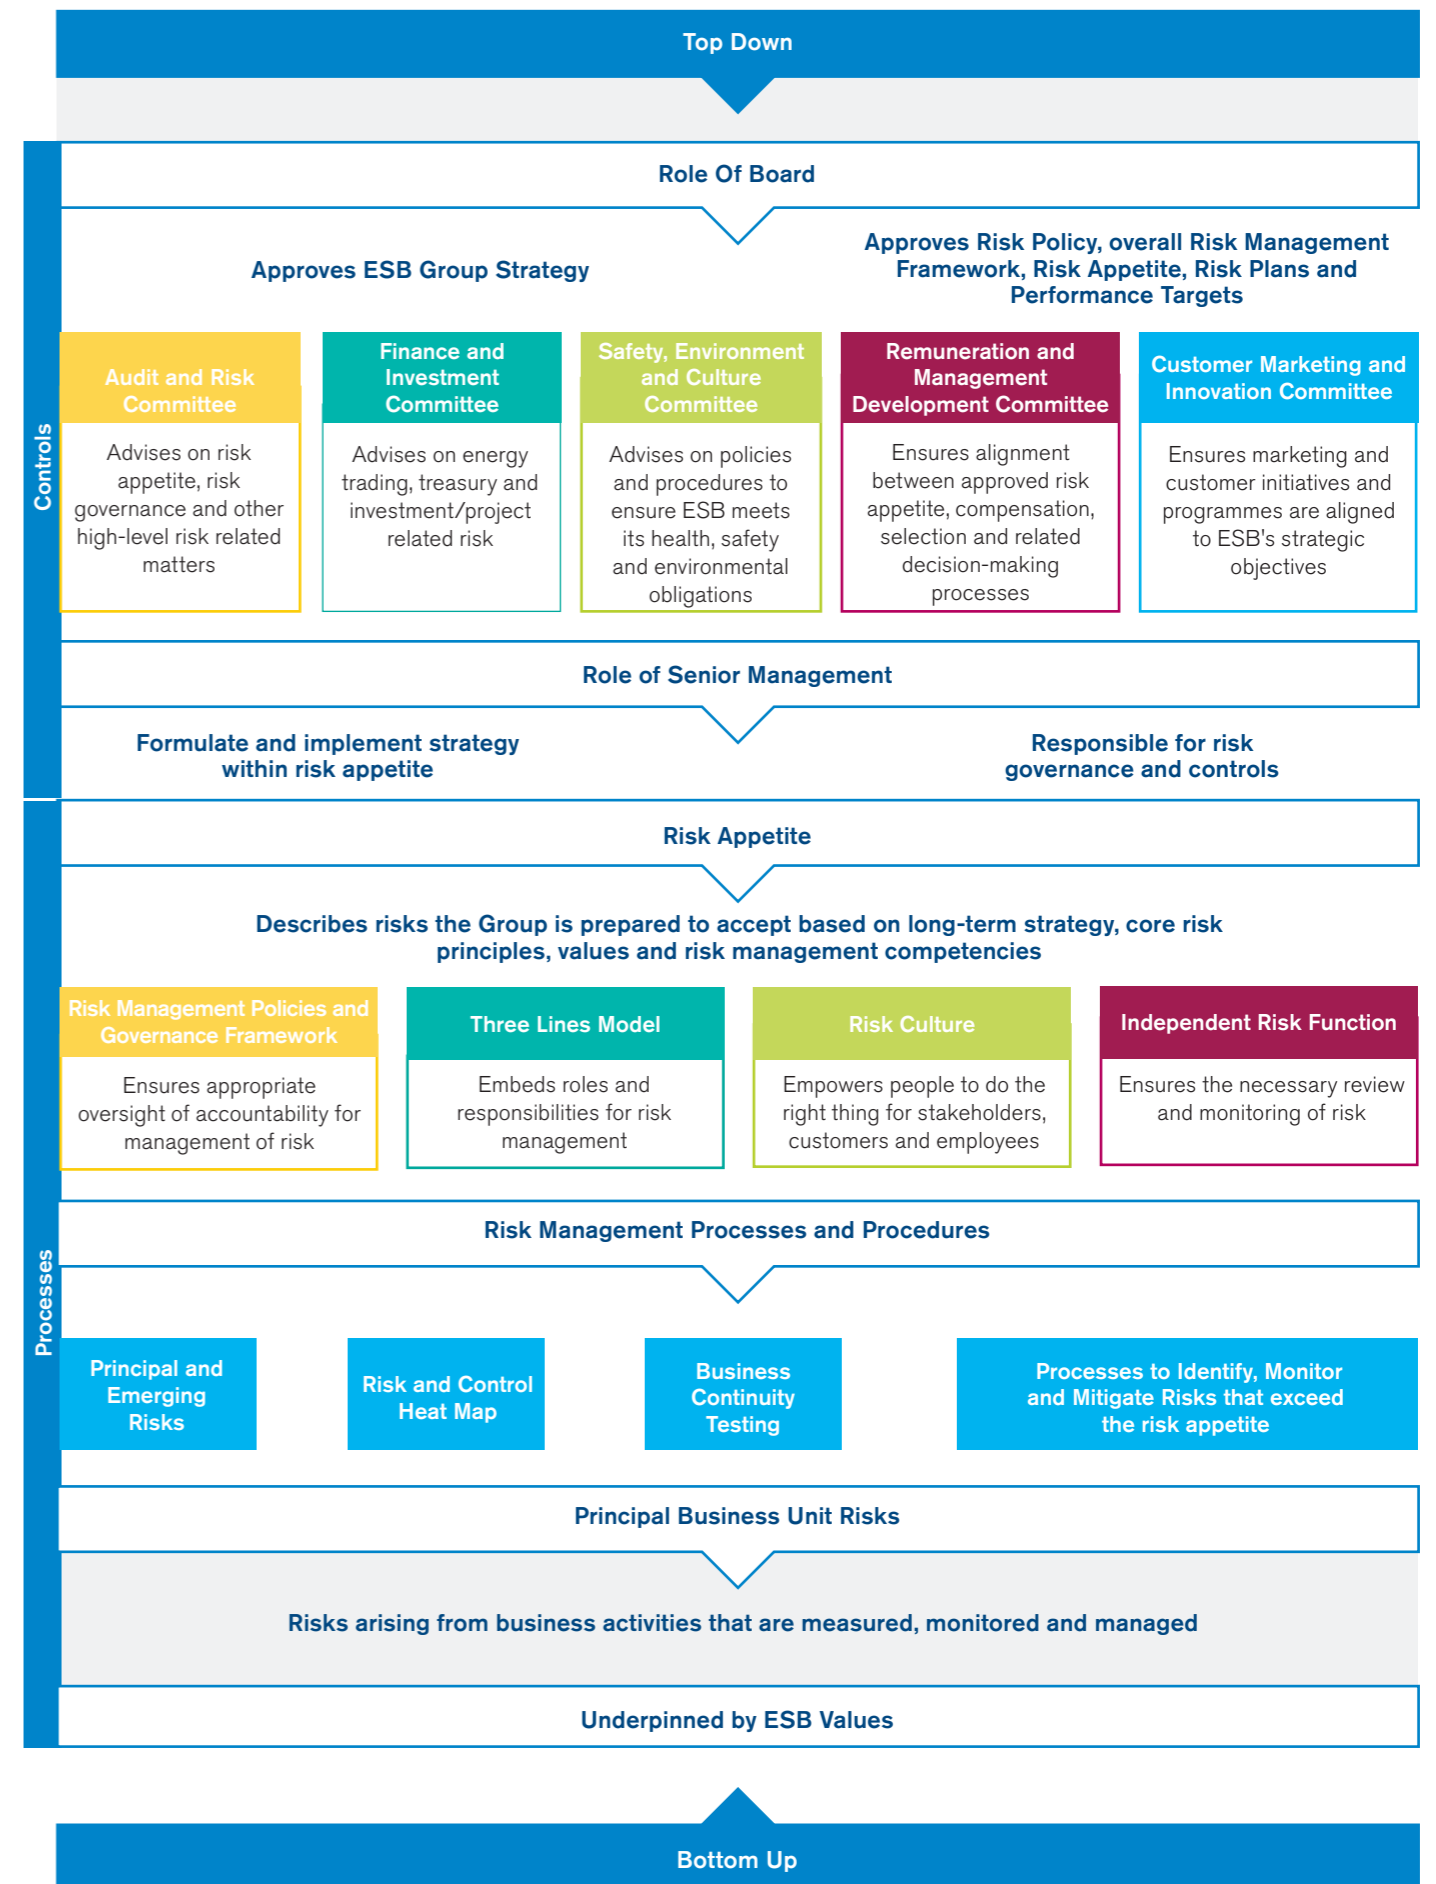 Top Down
Role Of Board
Approves ESB Group Strategy
Approves Risk Policy, overall Risk Management
Framework, Risk Appetite, Risk Plans and
Performance Targets
Controls
Audit and Risk
Committee
Advises on risk
appetite, risk
governance and other
high-level risk related
matters
Finance and
Investment
Committee
Advises on energy
trading, treasury and
investment/project
related risk
Safety, Environment
and Culture
Committee
Advises on policies
and procedures to
ensure ESB meets
its health, safety
and environmental
obligations
Remuneration and
Management
Development Committee
Ensures alignment
between approved risk
appetite, compensation,
selection and related
decision-making
processes
Customer Marketing and
Innovation Committee
Ensures marketing and
customer initiatives and
programmes are aligned
to ESB's strategic
objectives
Role of Senior Management
Formulate and implement strategy
within risk appetite
Responsible for risk
governance and controls
Risk Appetite
Describes risks the Group is prepared to accept based on long-term strategy, core risk
principles, values and risk management competencies
Processes
Risk Management Policies and
Governance Framework
Ensures appropriate
oversight of accountability for
management of risk
Three Lines Model
Embeds roles and
responsibilities for risk
management
Risk Culture
Empowers people to do the
right thing for stakeholders,
customers and employees
Independent Risk Function
Ensures the necessary review
and monitoring of risk
Risk Management Processes and Procedures
Principal and
Emerging
Risks
Risk and Control
Heat Map
Business
Continuity
Testing
Processes to Identify, Monitor
and Mitigate Risks that exceed
the risk appetite
Principal Business Unit Risks
Risks arising from business activities that are measured, monitored and managed
Underpinned by ESB Values
Bottom Up